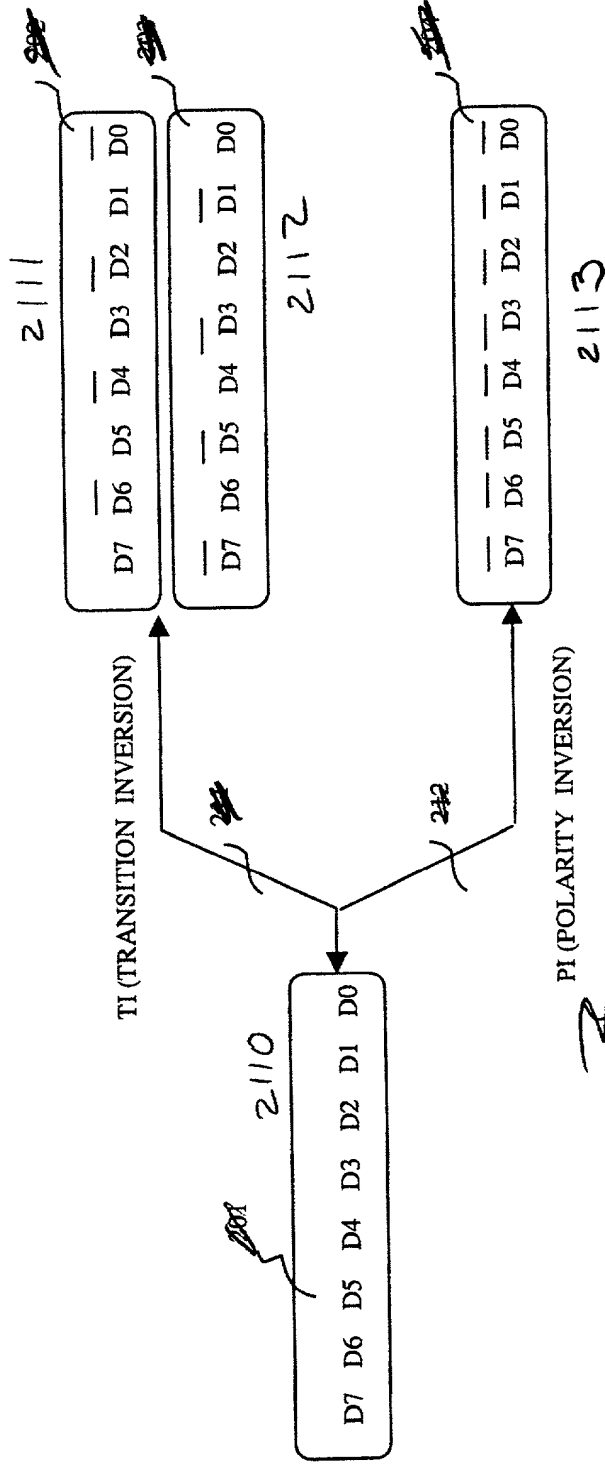 2111
D7 D6 D5 D4 D3 D2 D1 D0
D7 D6 D5 D4 D3 D2 D1 D0
2112
TI (TRANSITION INVERSION)
2110
D7 D6 D5 D4 D3 D2 D1 D0
212
D7 D6 D5 D4 D3 D2 D1 D0
2113
PI (POLARITY INVERSION)